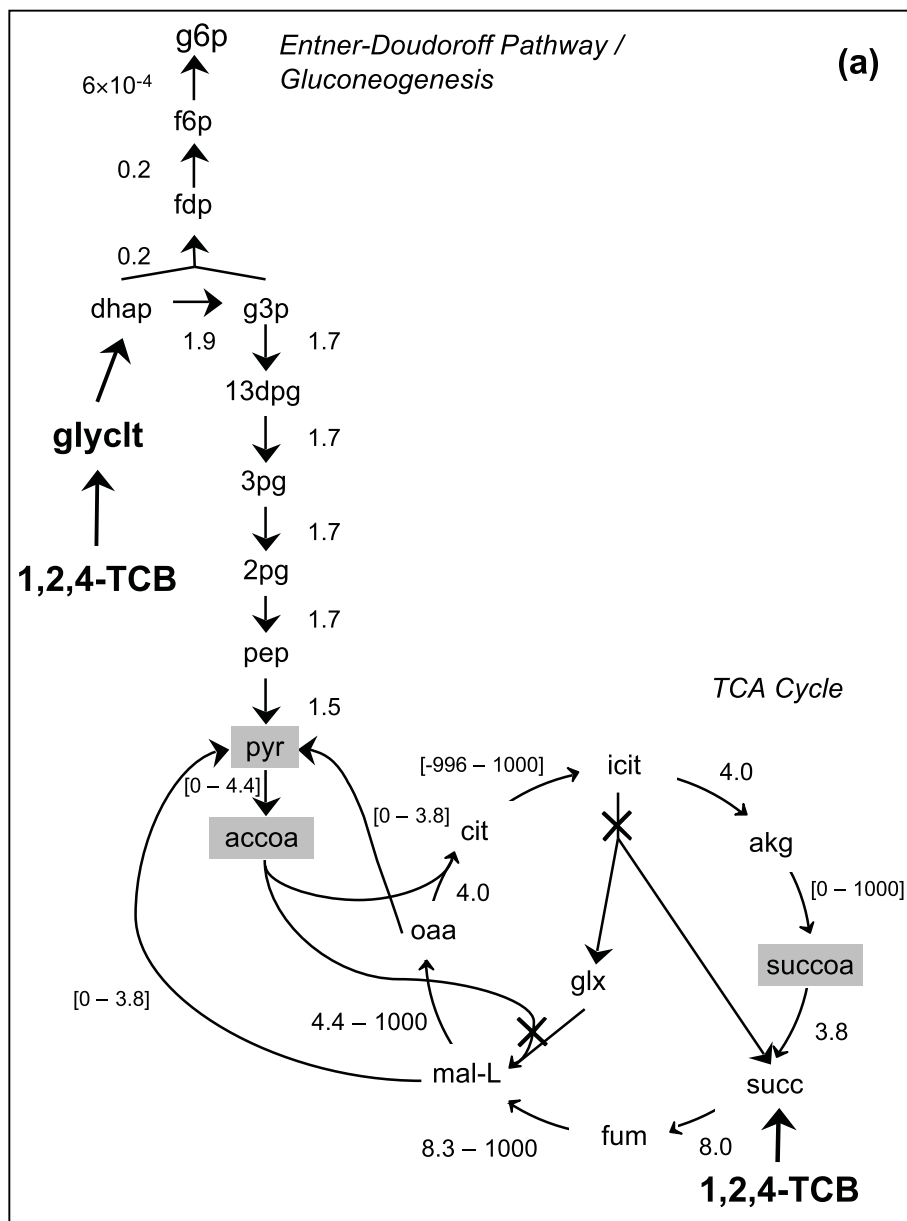 g6p
Entner-Doudoroff Pathway /
Gluconeogenesis
(a)
6×10⁻⁴
f6p
0.2
fdp
0.2
dhap
g3p
1.9
1.7
13dpg
glyclt
1.7
3pg
1.7
1,2,4-TCB
2pg
1.7
pep
TCA Cycle
1.5
pyr
[-996 – 1000]
icit
4.0
[0 – 4.4]
[0 – 3.8]
accoa
cit
akg
4.0
[0 – 1000]
oaa
succoa
glx
[0 – 3.8]
4.4 – 1000
3.8
mal-L
succ
fum
8.3 – 1000
8.0
1,2,4-TCB